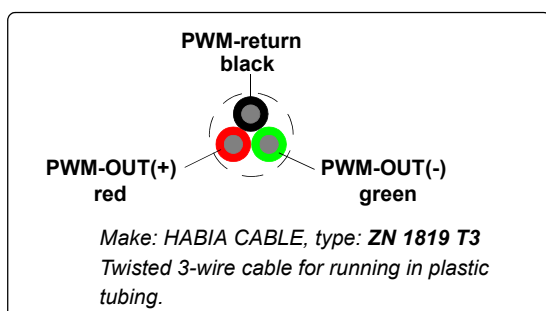 PWM-return
black
PWM-OUT(+)
red
PWM-OUT(-)
green
Make: HABIA CABLE, type: ZN 1819 T3
Twisted 3-wire cable for running in plastic
tubing.